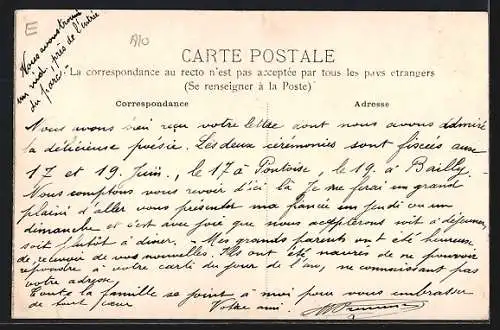 E
A10
Nous avons trouvé
un nid, près de l'entrée
du parc. -
CARTE POSTALE
La correspondance au recto n'est pas acceptée par tous les pays etrangers
(Se renseigner à la Poste)
Correspondance
Adresse
Nous avons bien reçu votre lettre dont nous avons admiré
la délicieuse poésie. Les deux cérémonies sont fixées aux
17 et 19 Juin, le 17 à Pontoise, le 19 à Bailly. -
Nous comptons vous revoir d'ici là. Je me ferai un grand
plaisir d'aller vous présenter ma fiancée un jeudi ou un
dimanche et c'est avec joie que nous accepterons soit à déjeuner,
soit plutôt à diner. - Mes grands parents ont été heureux
de recevoir de vos nouvelles. Ils ont été navrés de ne pouvoir
répondre à votre carte du jour de l'an, ne connaissant pas
votre adresse.
Toute la famille se joint à moi pour vous embrasser
de tout cœur
Votre ami.